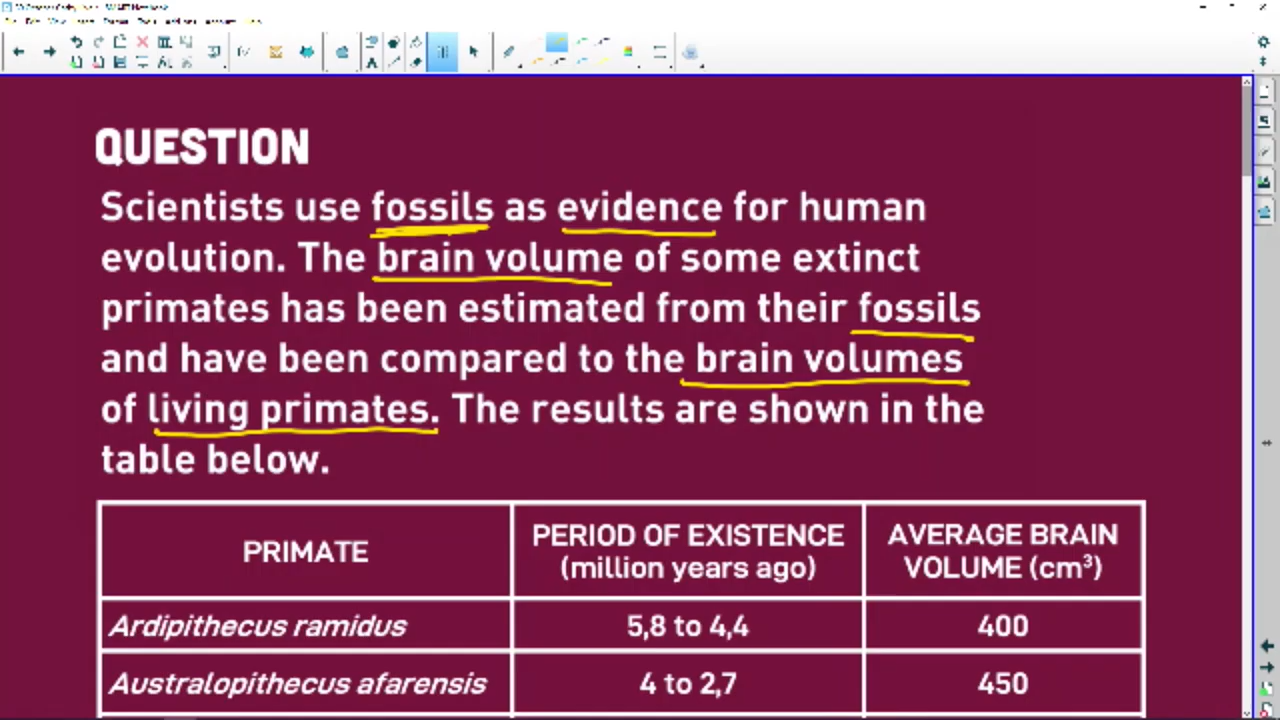 QUESTION
Scientists use fossils as evidence for human
evolution. The brain volume of some extinct
primates has been estimated from their fossils
and have been compared to the brain volumes
of living primates. The results are shown in the
table below.
PRIMATE
PERIOD OF EXISTENCE
(million years ago)
AVERAGE BRAIN
VOLUME (cm³)
Ardipithecus ramidus
5,8 to 4,4
400
Australopithecus afarensis
4 to 2,7
450